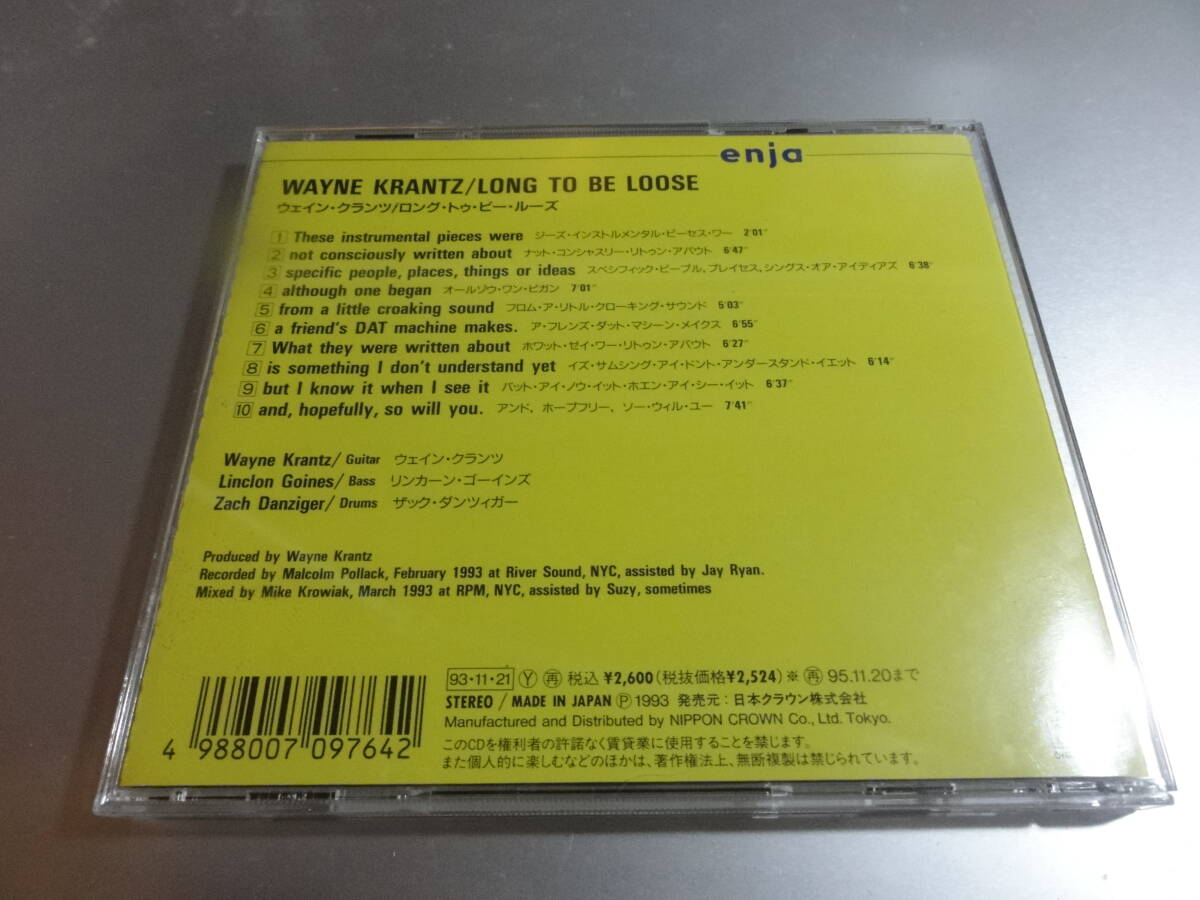 enja
WAYNE KRANTZ/LONG TO BE LOOSE
ウェイン・クランツ/ロング・トゥ・ビー・ルーズ
1 These instrumental pieces were ジーズ・インストルメンタル・ピーセス・ワー 2'01"
2 not consciously written about ナット・コンシャスリー・リトゥン・アバウト 6'47"
3 specific people, places, things or ideas スペシフィック・ピープル、プレイセス、シングス・オア・アイディアズ 6'38"
4 although one began オールゾウ・ワン・ビガン 7'01"
5 from a little croaking sound フロム・ア・リトル・クローキング・サウンド 5'03"
6 a friend's DAT machine makes. ア・フレンズ・ダット・マシーン・メイクス 6'55"
7 What they were written about ホワット・ゼイ・ワー・リトゥン・アバウト 6'27"
8 is something I don't understand yet イズ・サムシング・アイ・ドント・アンダースタンド・イエット 6'14"
9 but I know it when I see it バット・アイ・ノウ・イット・ホエン・アイ・シー・イット 6'37"
10 and, hopefully, so will you. アンド、ホープフリー、ソー・ウィル・ユー 7'41"
Wayne Krantz/ Guitar ウェイン・クランツ
Linclon Goines/ Bass リンカーン・ゴーインズ
Zach Danziger/ Drums ザック・ダンツィガー
Produced by Wayne Krantz
Recorded by Malcolm Pollack, February 1993 at River Sound, NYC, assisted by Jay Ryan.
Mixed by Mike Krowiak, March 1993 at RPM, NYC, assisted by Suzy, sometimes
93・11・21 Ⓨ 再 税込 ¥2,600(税抜価格¥2,524)※ 再 95.11.20まで
STEREO / MADE IN JAPAN Ⓟ1993 発売元：日本クラウン株式会社
Manufactured and Distributed by NIPPON CROWN Co., Ltd. Tokyo.
このCDを権利者の許諾なく賃貸業に使用することを禁じます。
また個人的に楽しむなどのほかは、著作権法上、無断複製は禁じられています。
4 988007 097642